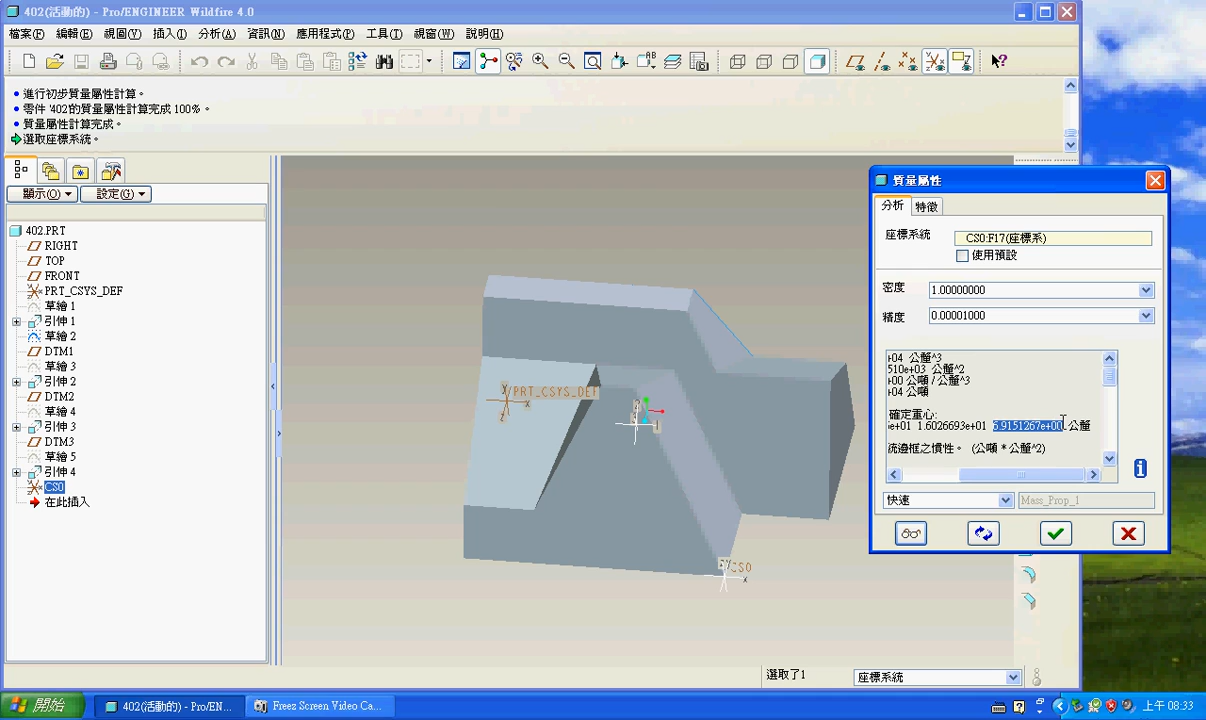 402(活動的) - Pro/ENGINEER Wildfire 4.0
檔案(F) 編輯(E) 視圖(V) 插入(I) 分析(A) 資訊(N) 應用程式(P) 工具(T) 視窗(W) 說明(H)
• 進行初步質量屬性計算。
• 零件 '402'的質量屬性計算完成 100%。
• 質量屬性計算完成。
選取座標系統。
顯示(O) 設定(G)
402.PRT
RIGHT
TOP
FRONT
PRT_CSYS_DEF
草繪 1
引伸 1
草繪 2
DTM1
草繪 3
引伸 2
DTM2
草繪 4
引伸 3
DTM3
草繪 5
引伸 4
CS0
在此插入
PRT_CSYS_DEF
CS0
質量屬性
分析 特徵
座標系統 CS0:F17(座標系)
使用預設
密度 1.00000000
精度 0.00001000
+04 公釐^3
510e+03 公釐^2
+00 公噸 / 公釐^3
+04 公噸
確定重心:
e+01 1.6026693e+01 6.9151267e+00 公釐
流邊框之慣性。 (公噸 * 公釐^2)
快速 Mass_Prop_1
選取了1 座標系統
開始 402(活動的) - Pro/EN... Freez Screen Video Ca... 上午 08:33